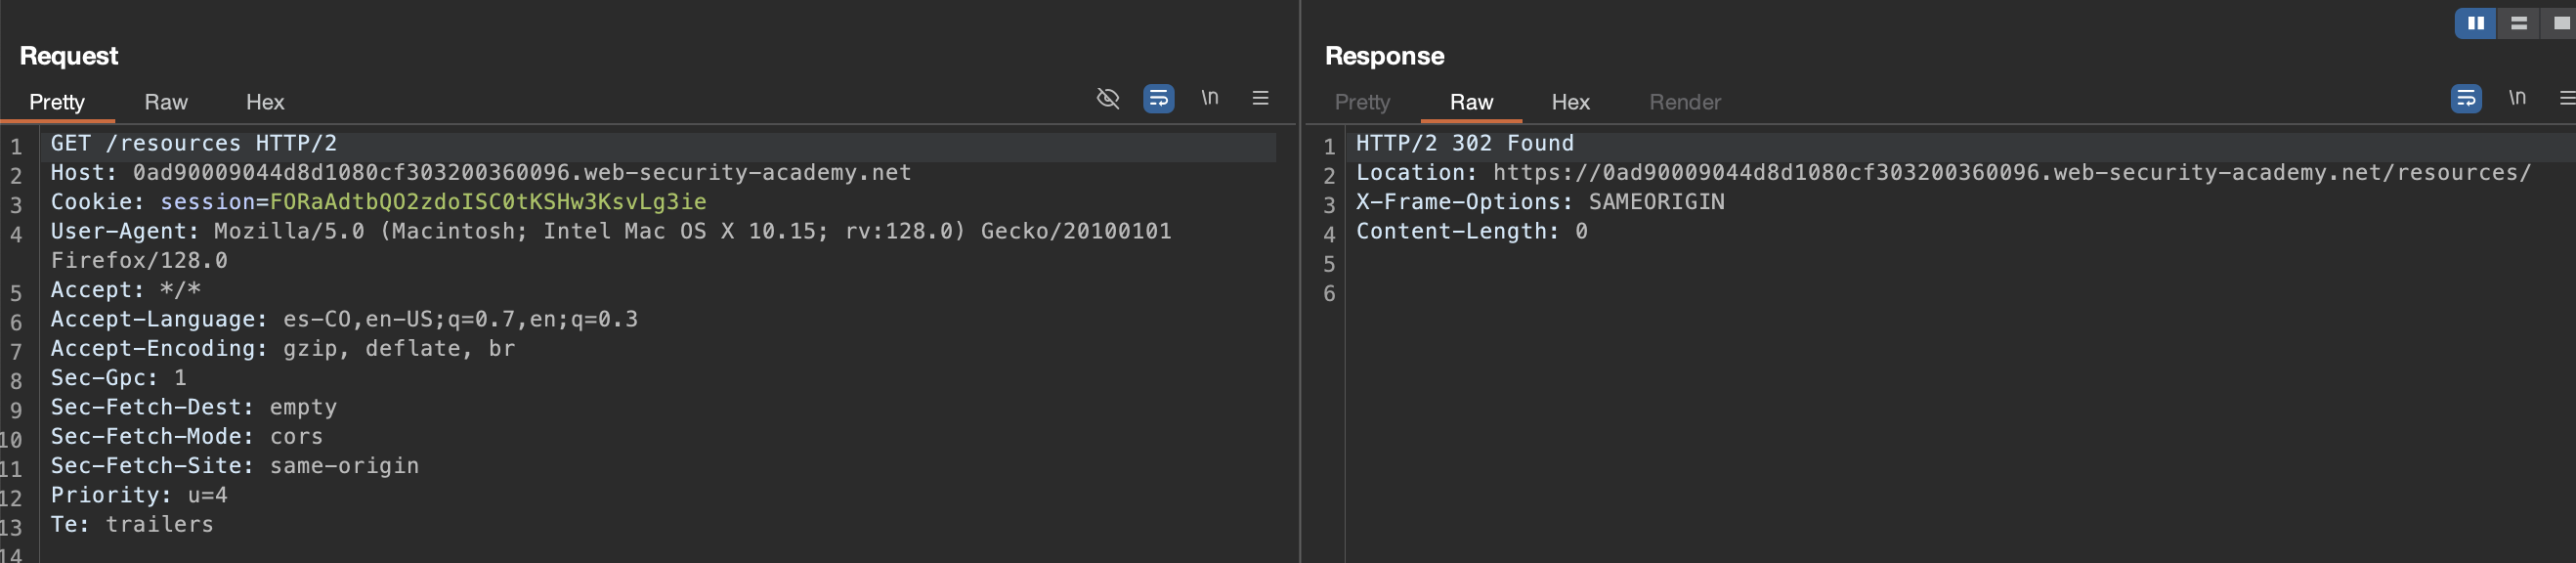 Request
Pretty Raw Hex
\n
1 GET /resources HTTP/2
2 Host: 0ad90009044d8d1080cf303200360096.web-security-academy.net
3 Cookie: session=FORaAdtbQO2zdoISC0tKSHw3KsvLg3ie
4 User-Agent: Mozilla/5.0 (Macintosh; Intel Mac OS X 10.15; rv:128.0) Gecko/20100101
Firefox/128.0
5 Accept: */*
6 Accept-Language: es-CO,en-US;q=0.7,en;q=0.3
7 Accept-Encoding: gzip, deflate, br
8 Sec-Gpc: 1
9 Sec-Fetch-Dest: empty
10 Sec-Fetch-Mode: cors
11 Sec-Fetch-Site: same-origin
12 Priority: u=4
13 Te: trailers
14
Response
Pretty Raw Hex Render
\n
1 HTTP/2 302 Found
2 Location: https://0ad90009044d8d1080cf303200360096.web-security-academy.net/resources/
3 X-Frame-Options: SAMEORIGIN
4 Content-Length: 0
5
6